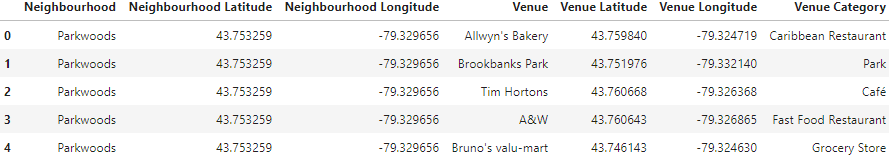 Neighbourhood Neighbourhood Latitude Neighbourhood Longitude Venue Venue Latitude Venue Longitude Venue Category
0 Parkwoods 43.753259 -79.329656 Allwyn's Bakery 43.759840 -79.324719 Caribbean Restaurant
1 Parkwoods 43.753259 -79.329656 Brookbanks Park 43.751976 -79.332140 Park
2 Parkwoods 43.753259 -79.329656 Tim Hortons 43.760668 -79.326368 Café
3 Parkwoods 43.753259 -79.329656 A&W 43.760643 -79.326865 Fast Food Restaurant
4 Parkwoods 43.753259 -79.329656 Bruno's valu-mart 43.746143 -79.324630 Grocery Store